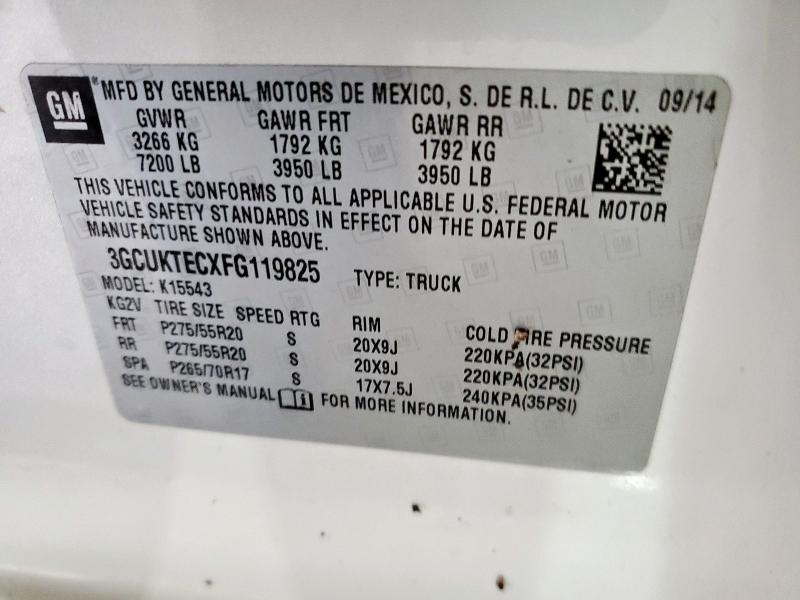 GM MFD BY GENERAL MOTORS DE MEXICO, S. DE R.L. DE C.V. 09/14
GVWR GAWR FRT GAWR RR
3266 KG 1792 KG 1792 KG
7200 LB 3950 LB 3950 LB
THIS VEHICLE CONFORMS TO ALL APPLICABLE U.S. FEDERAL MOTOR
VEHICLE SAFETY STANDARDS IN EFFECT ON THE DATE OF
MANUFACTURE SHOWN ABOVE.
3GCUKTECXFG119825 TYPE: TRUCK
MODEL: K15543
KG2V TIRE SIZE SPEED RTG RIM COLD TIRE PRESSURE
FRT P275/55R20 S 20X9J 220KPA(32PSI)
RR P275/55R20 S 20X9J 220KPA(32PSI)
SPA P265/70R17 S 17X7.5J 240KPA(35PSI)
SEE OWNER'S MANUAL FOR MORE INFORMATION.